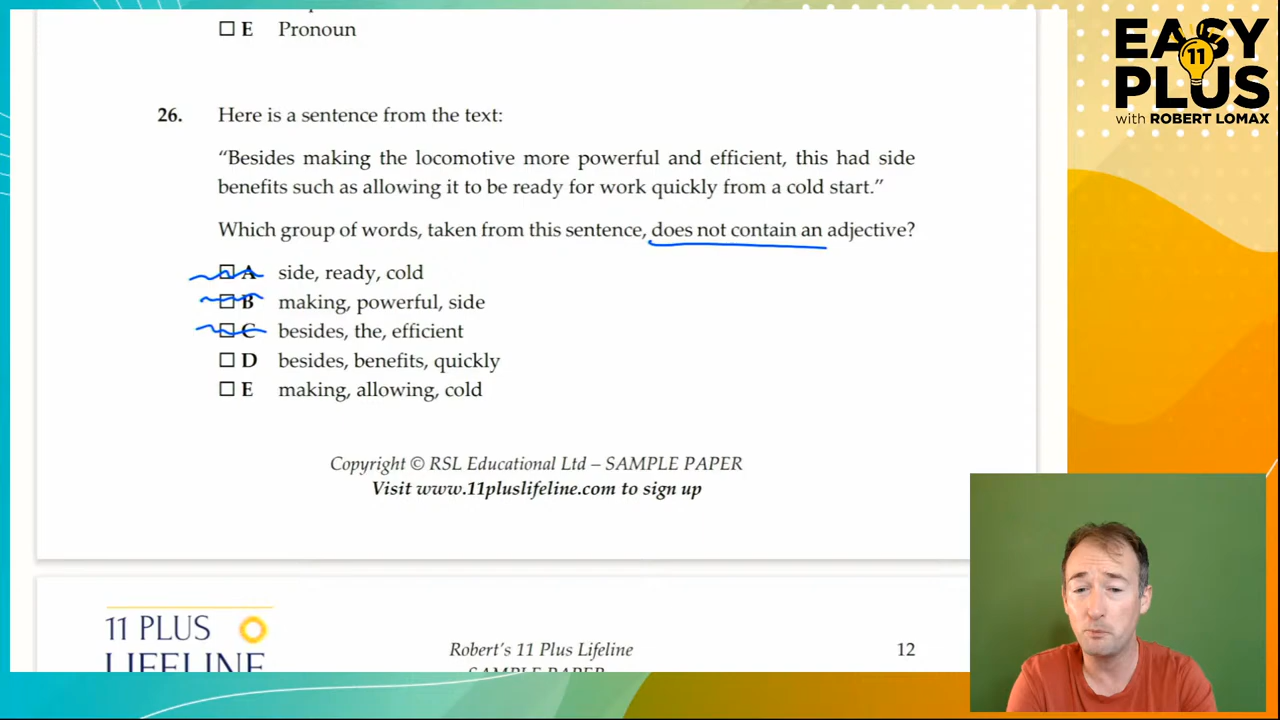 E Pronoun
EASY
11
PLUS
with ROBERT LOMAX
26. Here is a sentence from the text:
“Besides making the locomotive more powerful and efficient, this had side
benefits such as allowing it to be ready for work quickly from a cold start.”
Which group of words, taken from this sentence, does not contain an adjective?
A side, ready, cold
B making, powerful, side
C besides, the, efficient
D besides, benefits, quickly
E making, allowing, cold
Copyright © RSL Educational Ltd – SAMPLE PAPER
Visit www.11pluslifeline.com to sign up
11 PLUS
LIFELINE
Robert's 11 Plus Lifeline
12
SAMPLE PAPER